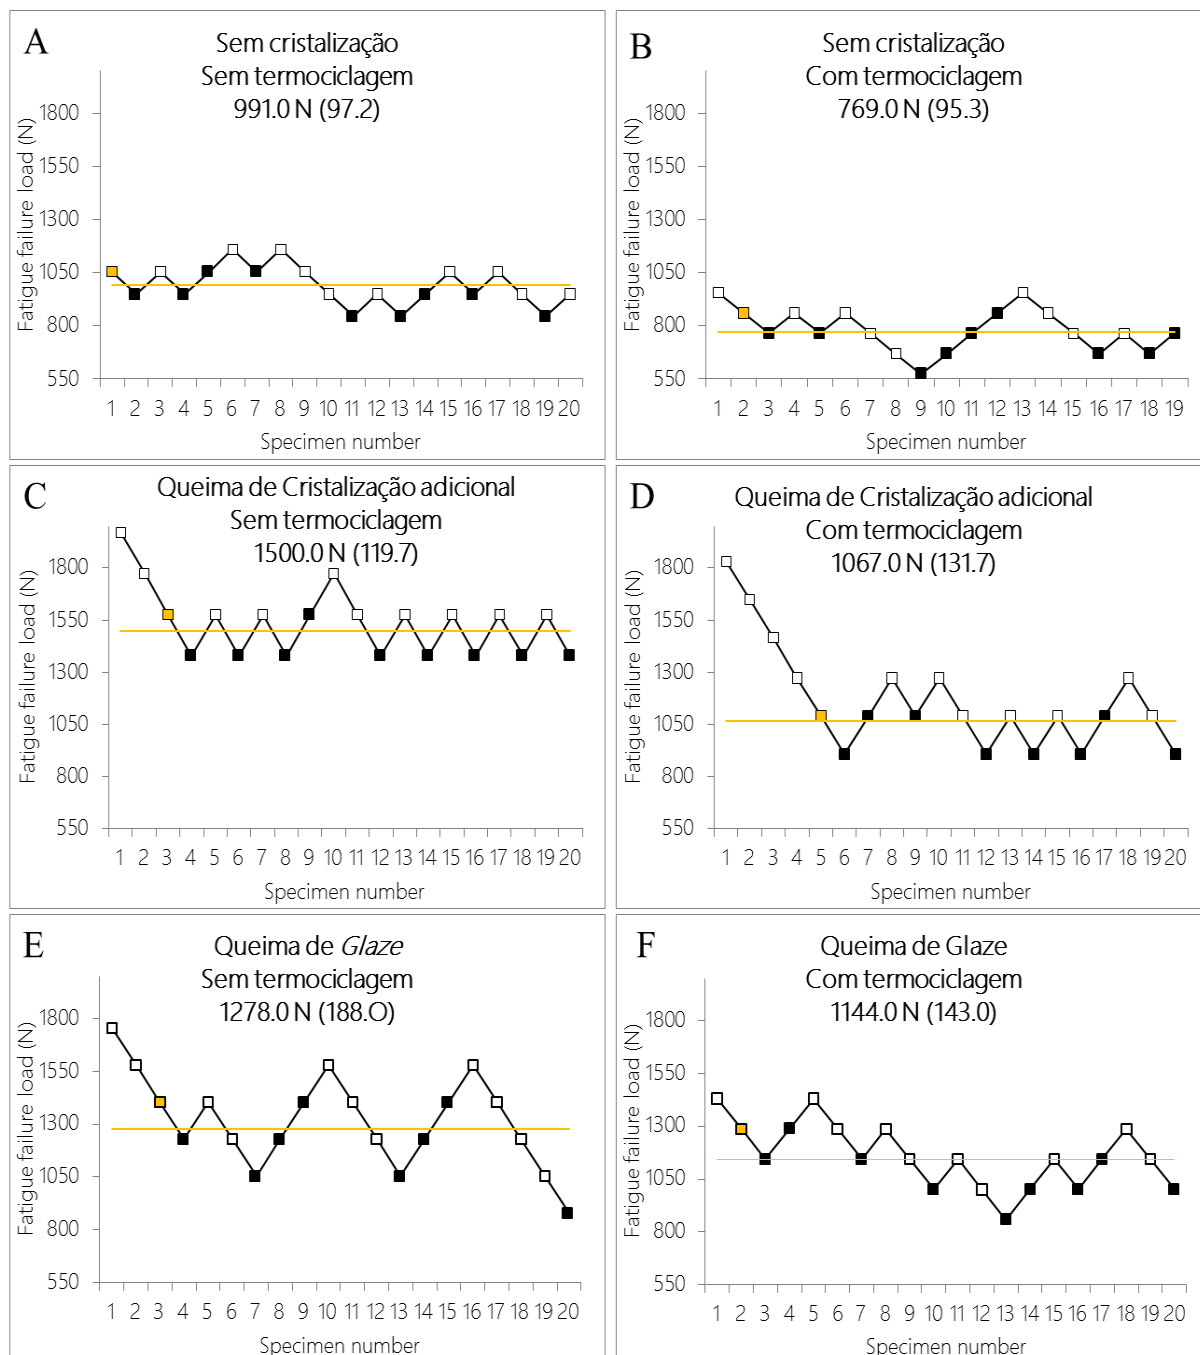 A
Sem cristalização
Sem termociclagem
991.0 N (97.2)
Fatigue failure load (N)
1800
1550
1300
1050
800
550
1 2 3 4 5 6 7 8 9 10 11 12 13 14 15 16 17 18 19 20
Specimen number
B
Sem cristalização
Com termociclagem
769.0 N (95.3)
Fatigue failure load (N)
1800
1550
1300
1050
800
550
1 2 3 4 5 6 7 8 9 10 11 12 13 14 15 16 17 18 19
Specimen number
C
Queima de Cristalização adicional
Sem termociclagem
1500.0 N (119.7)
Fatigue failure load (N)
1800
1550
1300
1050
800
550
1 2 3 4 5 6 7 8 9 10 11 12 13 14 15 16 17 18 19 20
Specimen number
D
Queima de Cristalização adicional
Com termociclagem
1067.0 N (131.7)
Fatigue failure load (N)
1800
1550
1300
1050
800
550
1 2 3 4 5 6 7 8 9 10 11 12 13 14 15 16 17 18 19 20
Specimen number
E
Queima de Glaze
Sem termociclagem
1278.0 N (188.O)
Fatigue failure load (N)
1800
1550
1300
1050
800
550
1 2 3 4 5 6 7 8 9 10 11 12 13 14 15 16 17 18 19 20
Specimen number
F
Queima de Glaze
Com termociclagem
1144.0 N (143.0)
Fatigue failure load (N)
1800
1550
1300
1050
800
550
1 2 3 4 5 6 7 8 9 10 11 12 13 14 15 16 17 18 19 20
Specimen number